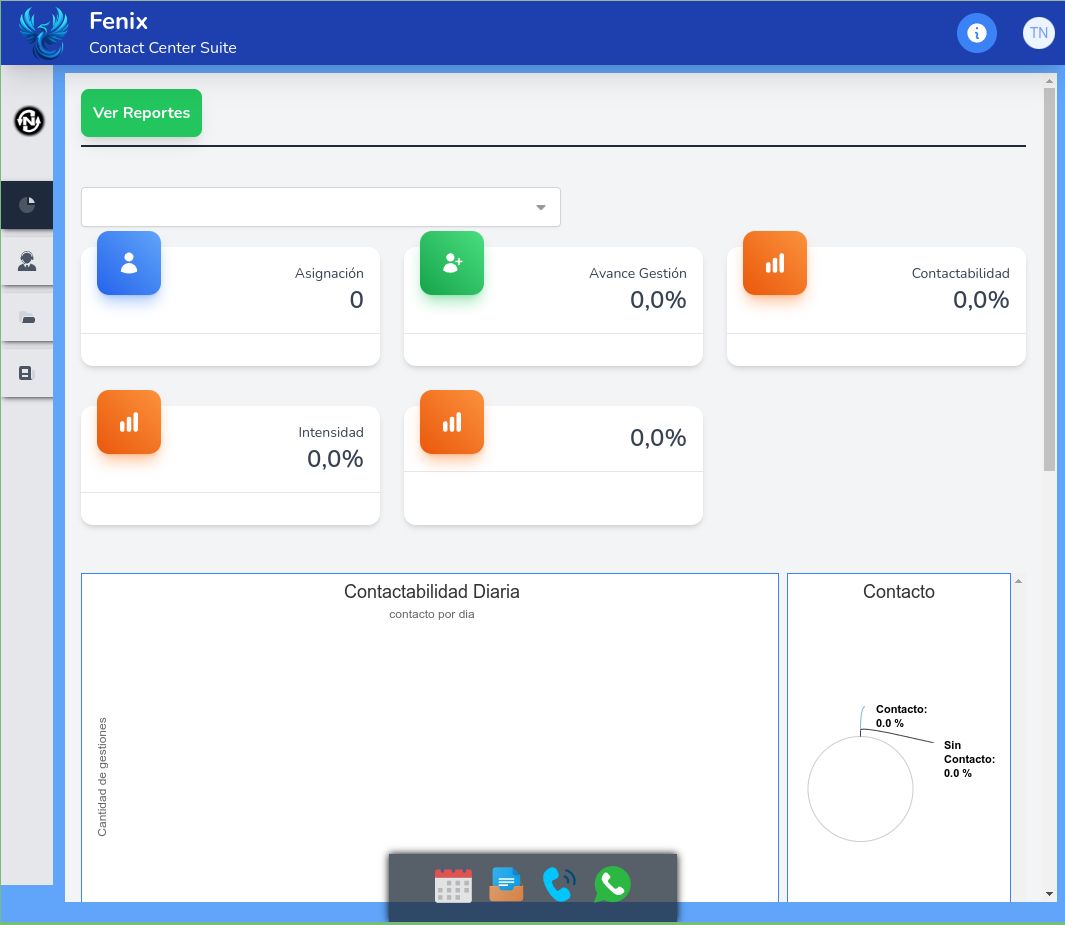 Fenix
Contact Center Suite
TN
Ver Reportes
Asignación
0
Avance Gestión
0,0%
Contactabilidad
0,0%
Intensidad
0,0%
0,0%
Contactabilidad Diaria
contacto por dia
Cantidad de gestiones
Contacto
Contacto:
0.0 %
Sin
Contacto:
0.0 %